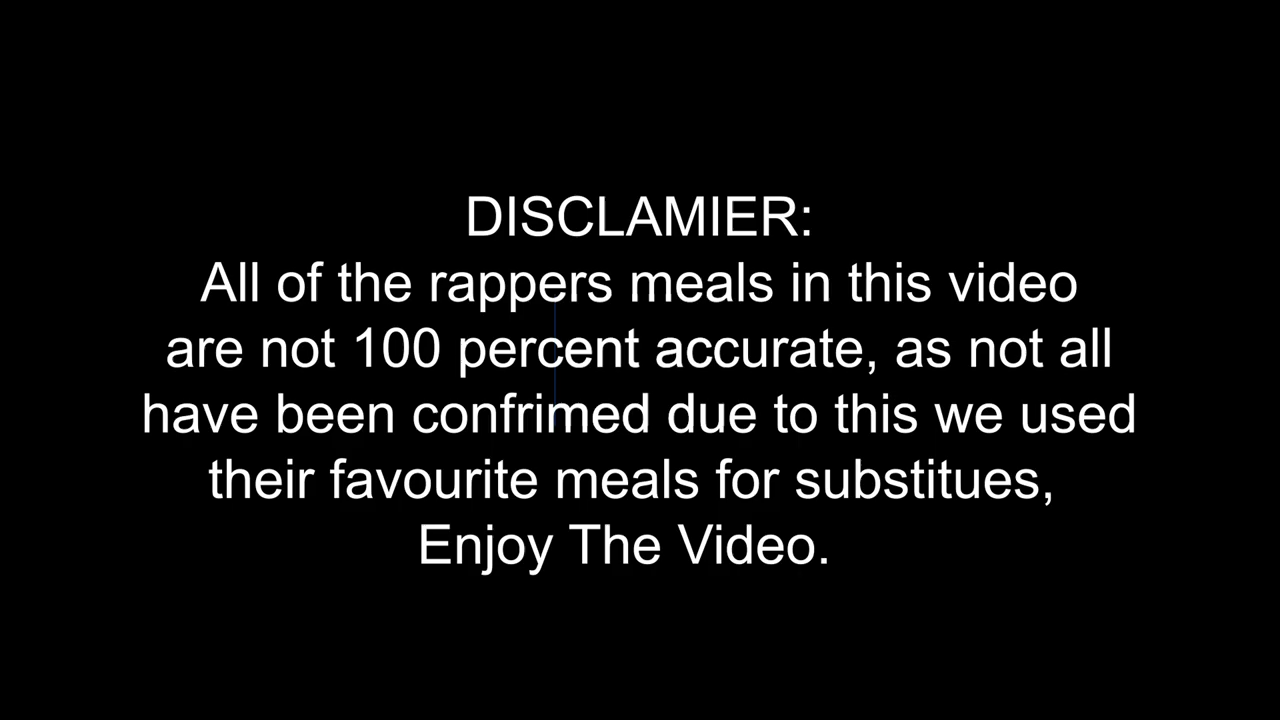 DISCLAMIER:
All of the rappers meals in this video
are not 100 percent accurate, as not all
have been confrimed due to this we used
their favourite meals for substitues,
Enjoy The Video.